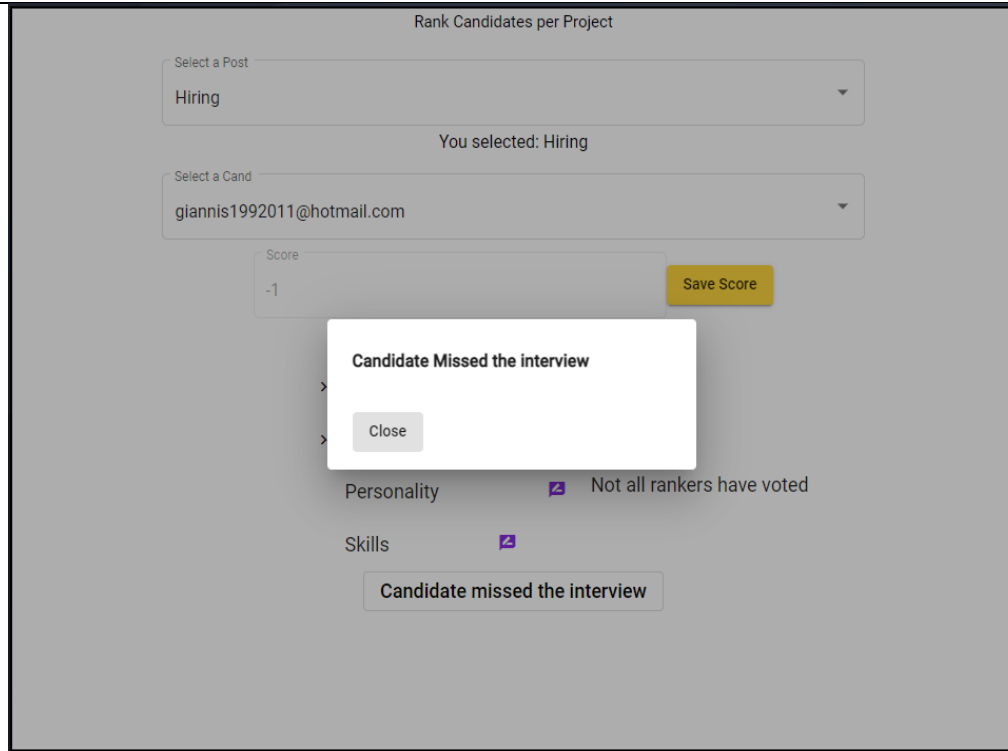 Rank Candidates per Project
Select a Post
Hiring
You selected: Hiring
Select a Cand
giannis1992011@hotmail.com
Score
-1
Save Score
Candidate Missed the interview
Close
Personality
Not all rankers have voted
Skills
Candidate missed the interview